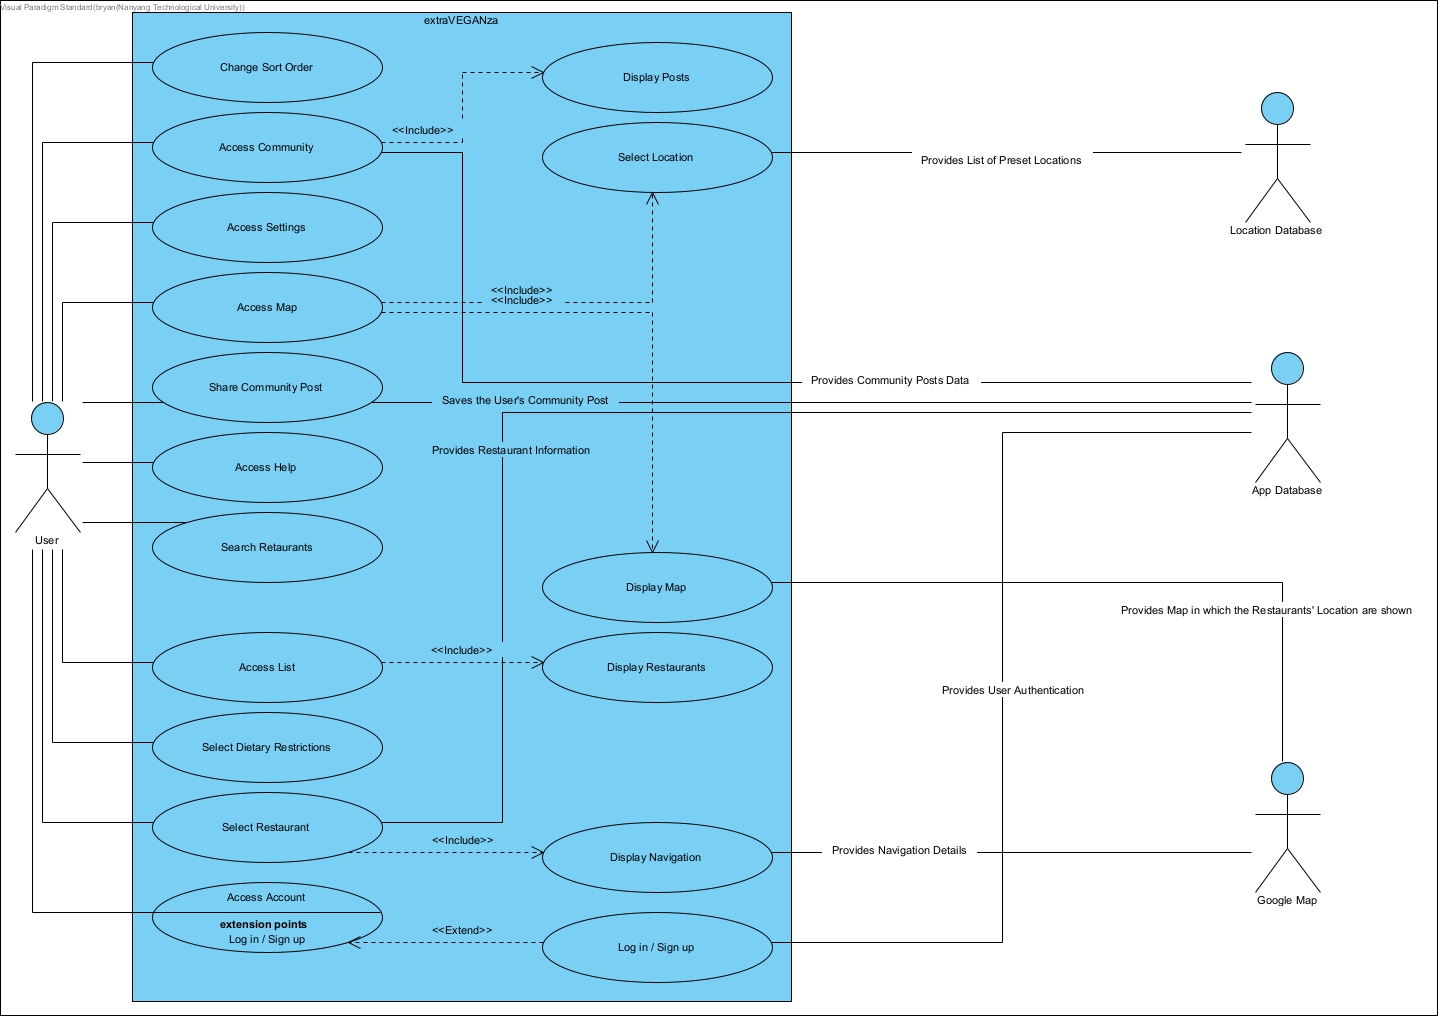 Visual Paradigm Standard(bryan(Nanyang Technological University))
extraVEGANza
Change Sort Order
Display Posts
<<Include>>
Access Community
Select Location
Provides List of Preset Locations
Access Settings
Location Database
<<Include>>
<<Include>>
Access Map
Share Community Post
Provides Community Posts Data
Saves the User's Community Post
Provides Restaurant Information
Access Help
App Database
User
Search Retaurants
Display Map
Provides Map in which the Restaurants' Location are shown
<<Include>>
Access List
Display Restaurants
Provides User Authentication
Select Dietary Restrictions
Select Restaurant
<<Include>>
Display Navigation
Provides Navigation Details
Access Account
extension points
Log in / Sign up
<<Extend>>
Log in / Sign up
Google Map